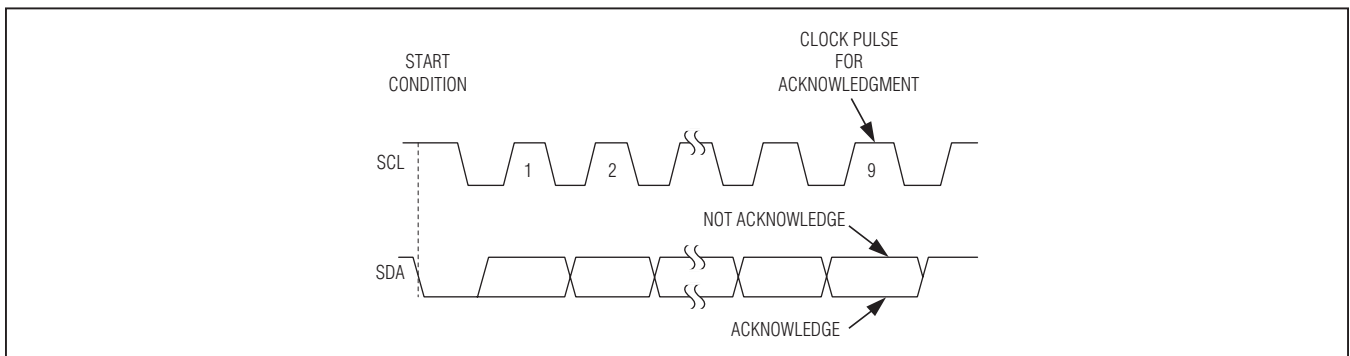 START
CONDITION
CLOCK PULSE
FOR
ACKNOWLEDGMENT
SCL
1
2
9
NOT ACKNOWLEDGE
SDA
ACKNOWLEDGE